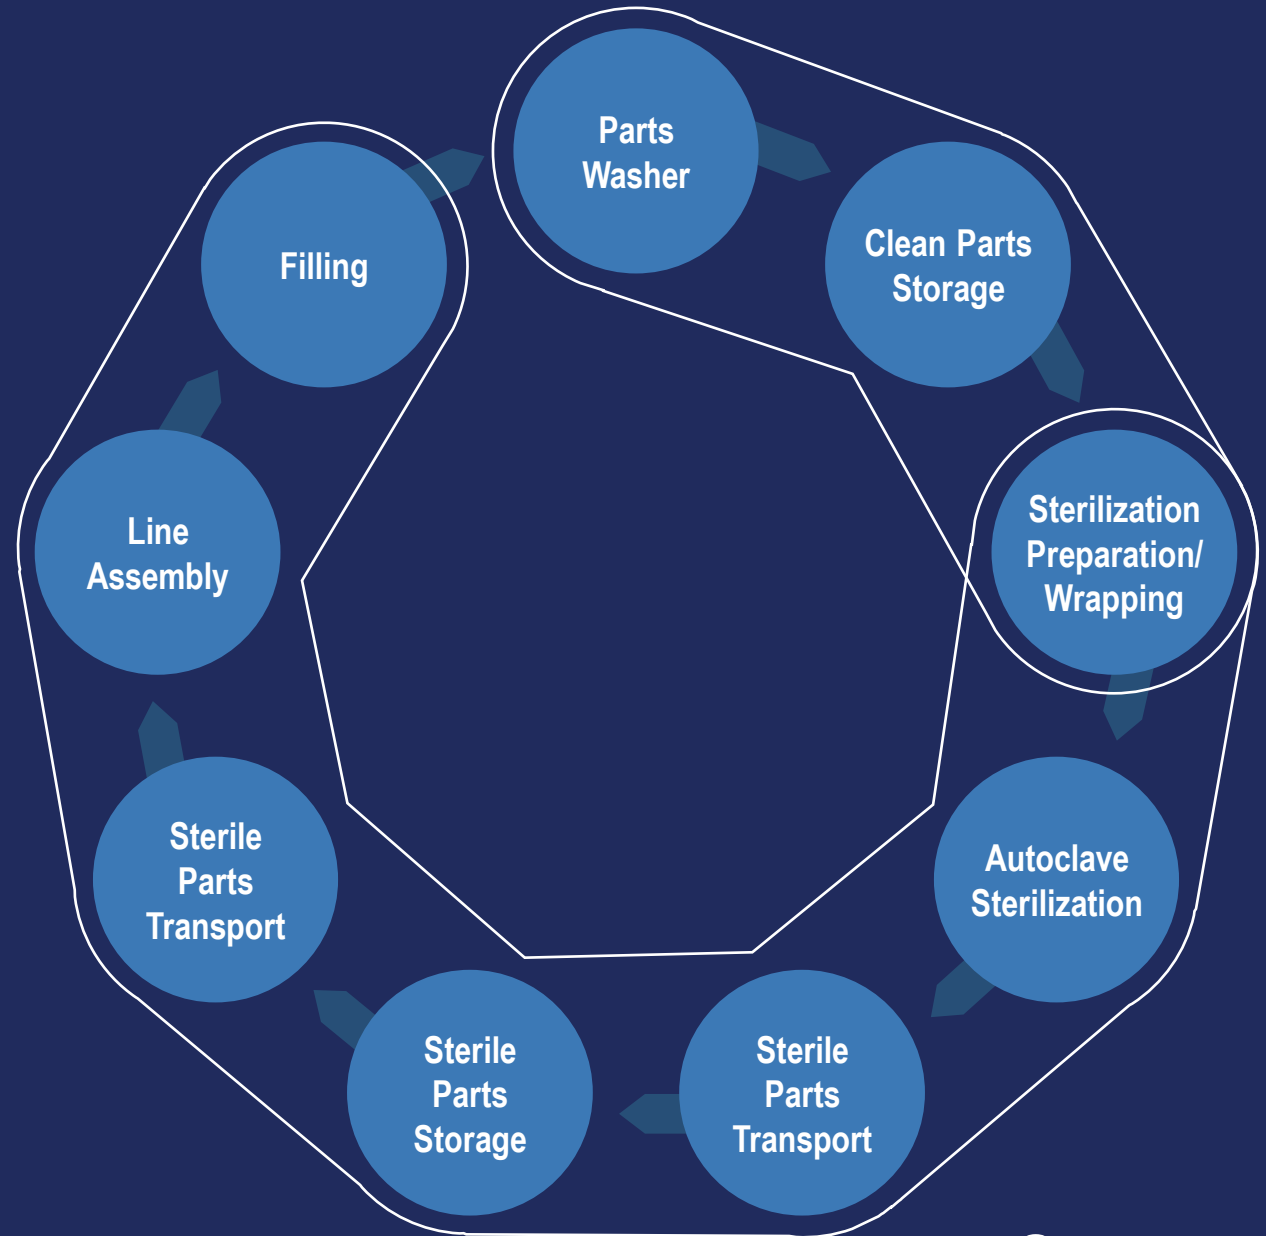 Parts
Washer
Clean Parts
Storage
Sterilization
Preparation/
Wrapping
Autoclave
Sterilization
Sterile
Parts
Transport
Sterile
Parts
Storage
Sterile
Parts
Transport
Line
Assembly
Filling